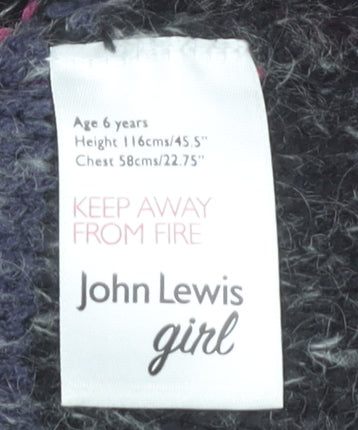 Age 6 years
Height 116cms/45.5"
Chest 58cms/22.75"
KEEP AWAY
FROM FIRE
John Lewis
girl